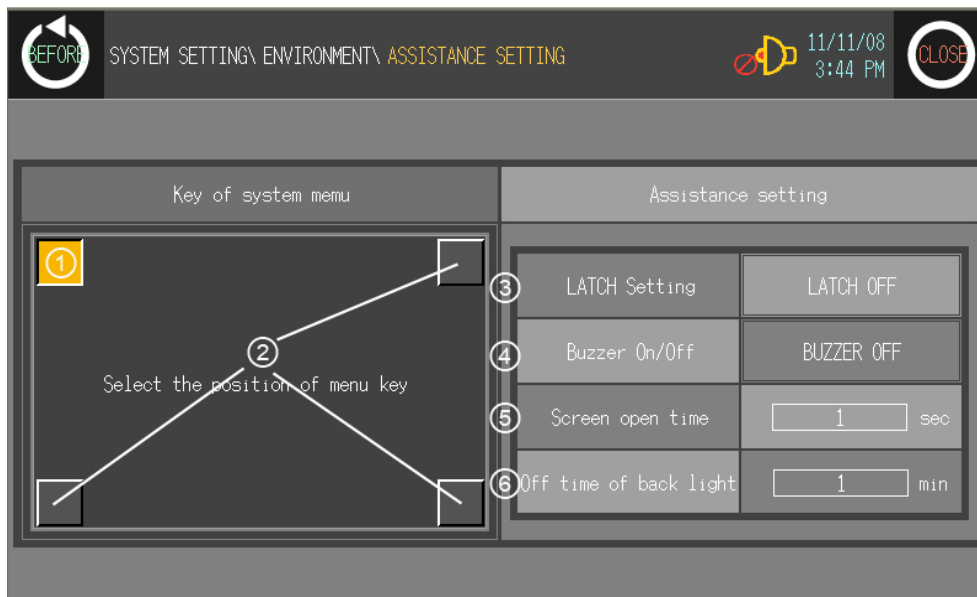 BEFORE
SYSTEM SETTING\ ENVIRONMENT\ ASSISTANCE SETTING
11/11/08
3:44 PM
CLOSE
Key of system memu
Assistance setting
①
②
Select the position of menu key
③ LATCH Setting LATCH OFF
④ Buzzer On/Off BUZZER OFF
⑤ Screen open time 1 sec
⑥ Off time of back light 1 min